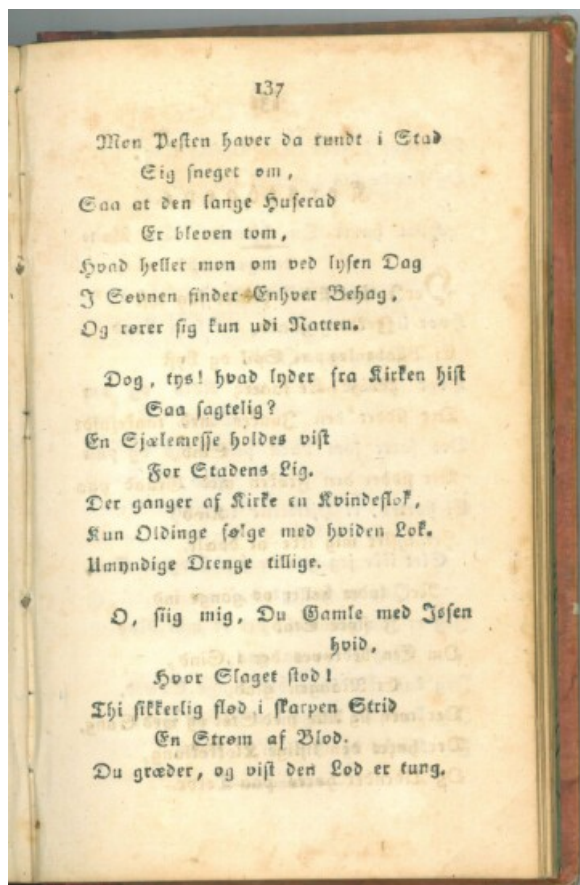 137
Mon Pesten haver da rundt i Stad
Sig sneget om,
Saa at den lange Huserad
Er bleven tom,
Hvad heller mon om ved lysen Dag
I Søvnen finder Enhver Behag,
Og rører sig kun udi Natten.
Dog, tys! hvad lyder fra Kirken hist
Saa sagtelig?
En Sjælemesse holdes vist
For Stadens Lig.
Der ganger af Kirke en Kvindeflok,
Kun Oldinge følge med hviden Lok.
Umyndige Drenge tillige.
O, siig mig, Du Gamle med Issen
hvid,
Hvor Slaget stod!
Thi sikkerlig flød i skarpen Strid
En Strøm af Blod.
Du græder, og vist den Lod er tung.